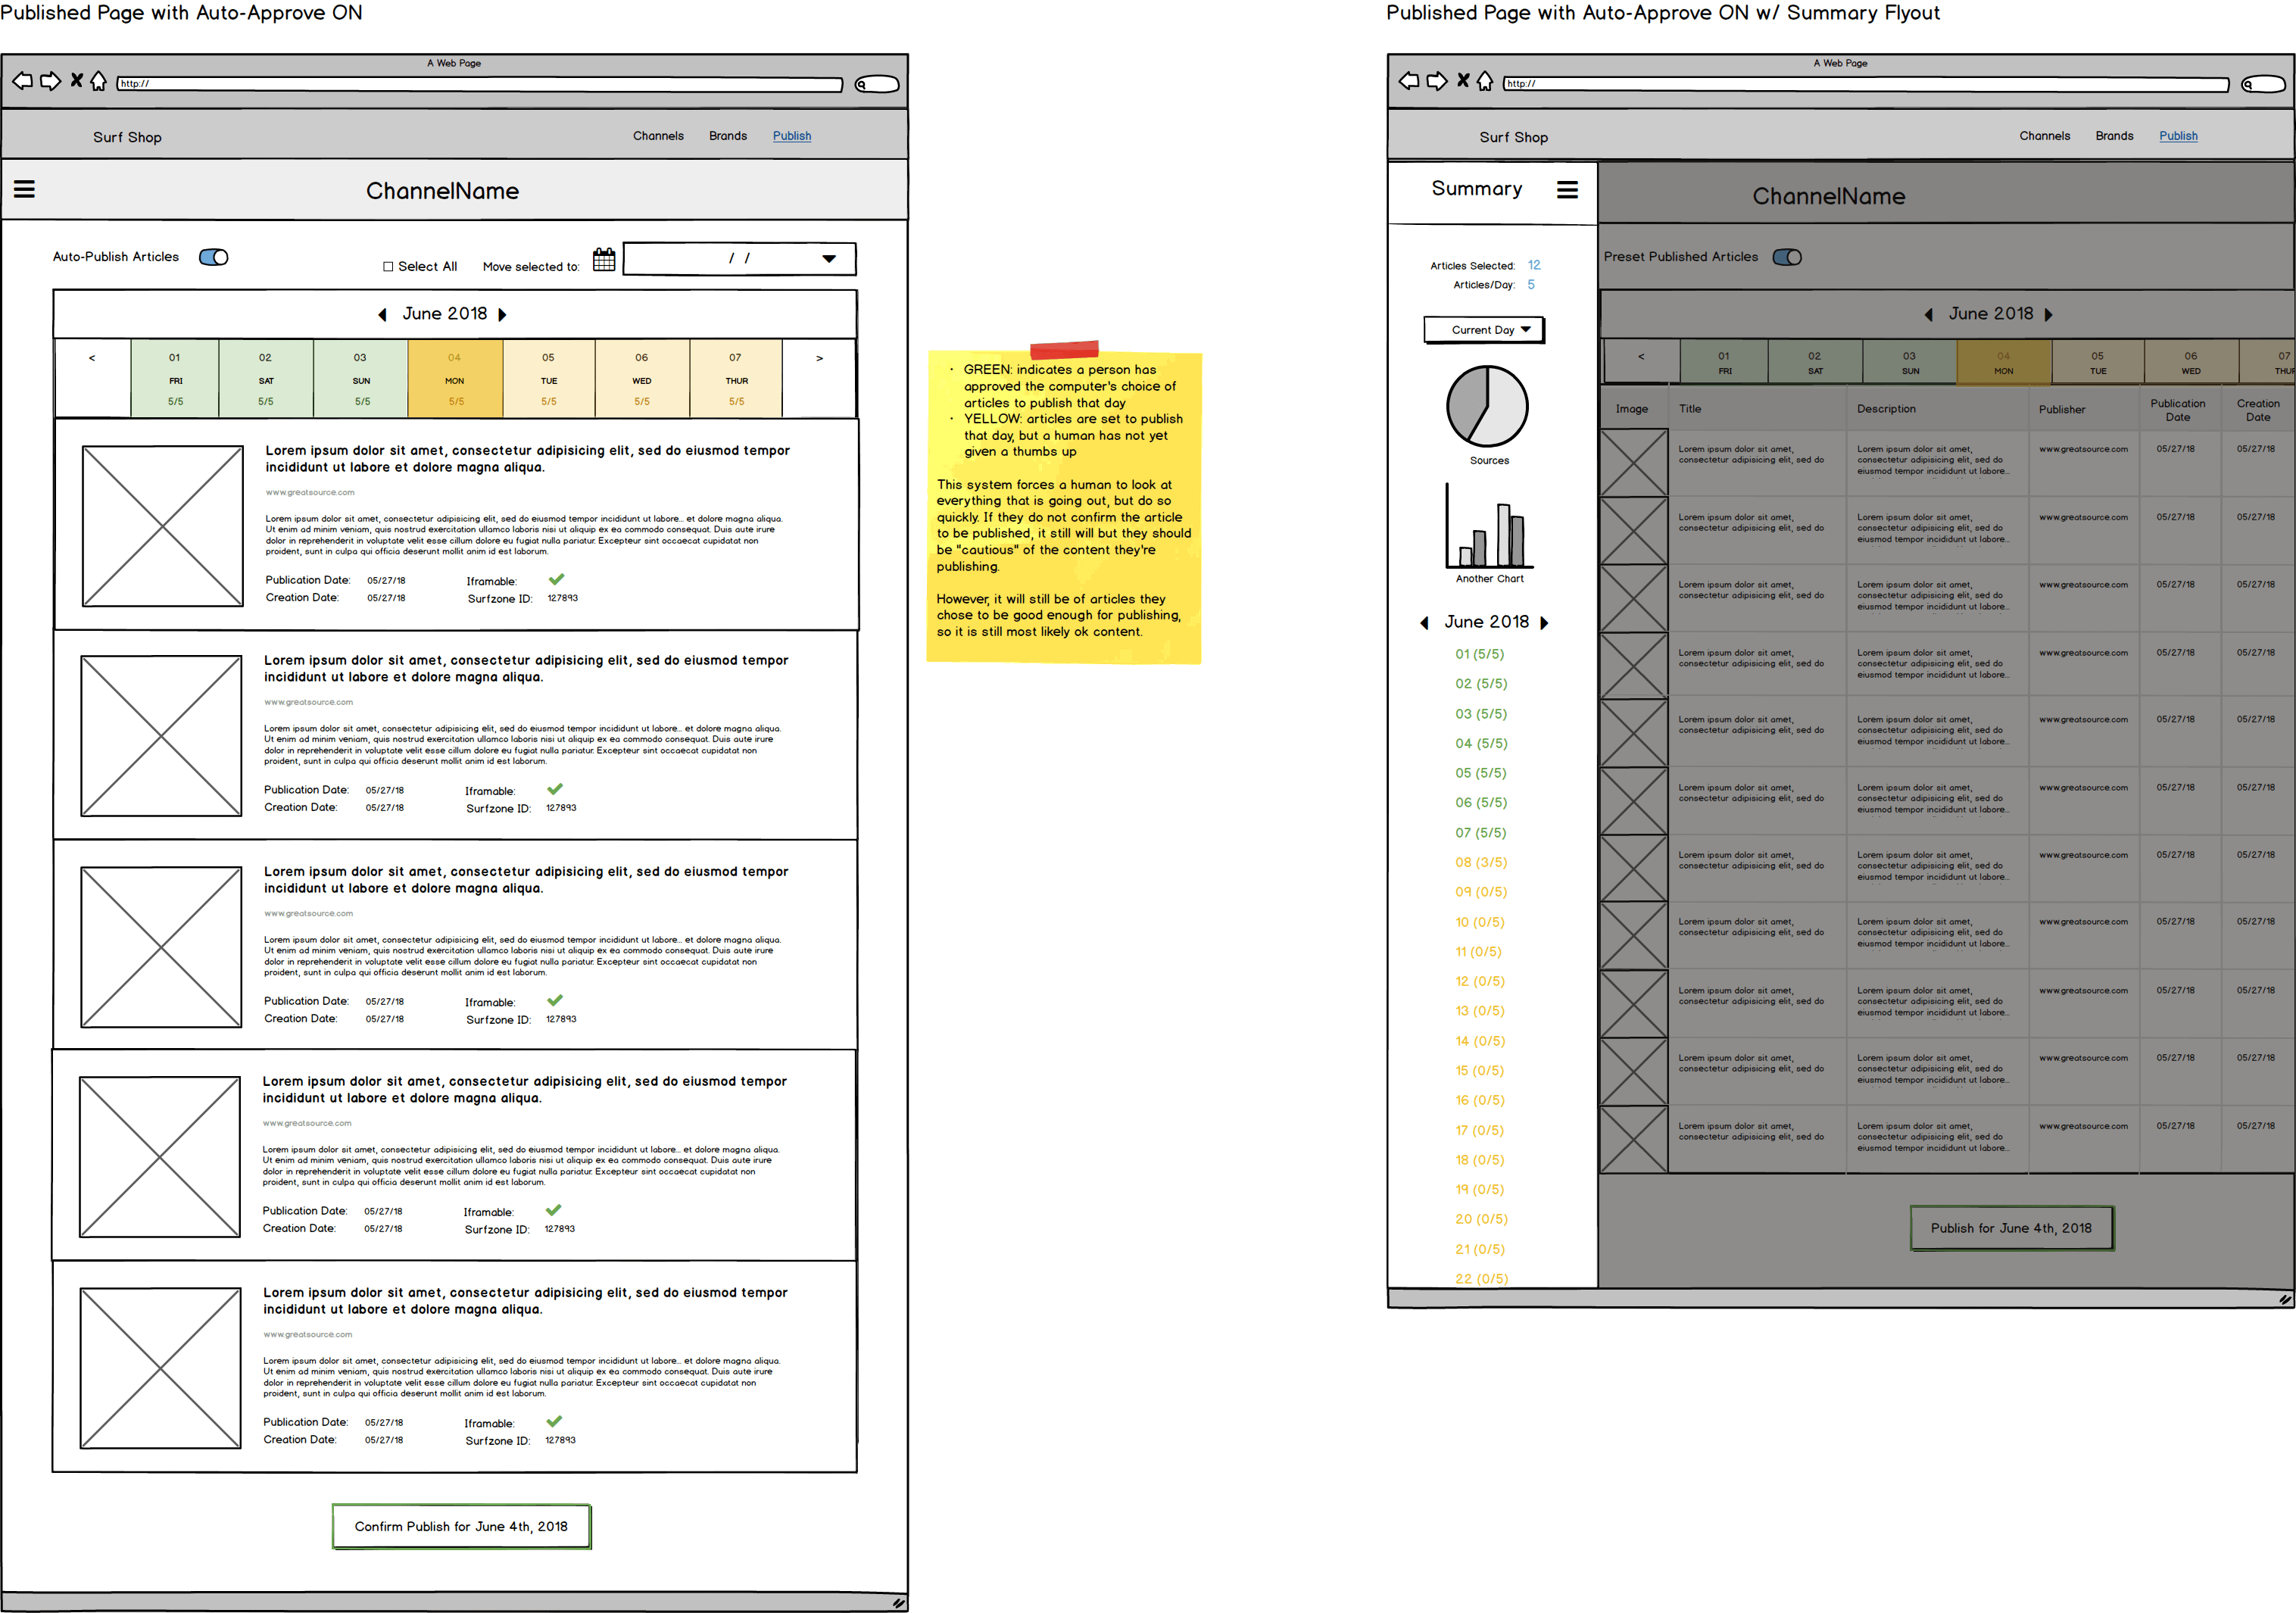 Published Page with Auto-Approve ON
A Web Page
http://
Surf Shop
Channels
Brands
Publish
ChannelName
Auto-Publish Articles
Select All
Move selected to:
/ /
June 2018
<
01
FRI
5/5
02
SAT
5/5
03
SUN
5/5
04
MON
5/5
05
TUE
5/5
06
WED
5/5
07
THUR
5/5
>
Lorem ipsum dolor sit amet, consectetur adipisicing elit, sed do eiusmod tempor
incididunt ut labore et dolore magna aliqua.
www.greatsource.com
Lorem ipsum dolor sit amet, consectetur adipisicing elit, sed do eiusmod tempor incididunt ut labore... et dolore magna aliqua.
Ut enim ad minim veniam, quis nostrud exercitation ullamco laboris nisi ut aliquip ex ea commodo consequat. Duis aute irure
dolor in reprehenderit in voluptate velit esse cillum dolore eu fugiat nulla pariatur. Excepteur sint occaecat cupidatat non
proident, sunt in culpa qui officia deserunt mollit anim id est laborum.
Publication Date: 05/27/18 Iframable:
Creation Date: 05/27/18 Surfzone ID: 127893
Lorem ipsum dolor sit amet, consectetur adipisicing elit, sed do eiusmod tempor
incididunt ut labore et dolore magna aliqua.
www.greatsource.com
Lorem ipsum dolor sit amet, consectetur adipisicing elit, sed do eiusmod tempor incididunt ut labore... et dolore magna aliqua.
Ut enim ad minim veniam, quis nostrud exercitation ullamco laboris nisi ut aliquip ex ea commodo consequat. Duis aute irure
dolor in reprehenderit in voluptate velit esse cillum dolore eu fugiat nulla pariatur. Excepteur sint occaecat cupidatat non
proident, sunt in culpa qui officia deserunt mollit anim id est laborum.
Publication Date: 05/27/18 Iframable:
Creation Date: 05/27/18 Surfzone ID: 127893
Lorem ipsum dolor sit amet, consectetur adipisicing elit, sed do eiusmod tempor
incididunt ut labore et dolore magna aliqua.
www.greatsource.com
Lorem ipsum dolor sit amet, consectetur adipisicing elit, sed do eiusmod tempor incididunt ut labore... et dolore magna aliqua.
Ut enim ad minim veniam, quis nostrud exercitation ullamco laboris nisi ut aliquip ex ea commodo consequat. Duis aute irure
dolor in reprehenderit in voluptate velit esse cillum dolore eu fugiat nulla pariatur. Excepteur sint occaecat cupidatat non
proident, sunt in culpa qui officia deserunt mollit anim id est laborum.
Publication Date: 05/27/18 Iframable:
Creation Date: 05/27/18 Surfzone ID: 127893
Lorem ipsum dolor sit amet, consectetur adipisicing elit, sed do eiusmod tempor
incididunt ut labore et dolore magna aliqua.
www.greatsource.com
Lorem ipsum dolor sit amet, consectetur adipisicing elit, sed do eiusmod tempor incididunt ut labore... et dolore magna aliqua.
Ut enim ad minim veniam, quis nostrud exercitation ullamco laboris nisi ut aliquip ex ea commodo consequat. Duis aute irure
dolor in reprehenderit in voluptate velit esse cillum dolore eu fugiat nulla pariatur. Excepteur sint occaecat cupidatat non
proident, sunt in culpa qui officia deserunt mollit anim id est laborum.
Publication Date: 05/27/18 Iframable:
Creation Date: 05/27/18 Surfzone ID: 127893
Lorem ipsum dolor sit amet, consectetur adipisicing elit, sed do eiusmod tempor
incididunt ut labore et dolore magna aliqua.
www.greatsource.com
Lorem ipsum dolor sit amet, consectetur adipisicing elit, sed do eiusmod tempor incididunt ut labore... et dolore magna aliqua.
Ut enim ad minim veniam, quis nostrud exercitation ullamco laboris nisi ut aliquip ex ea commodo consequat. Duis aute irure
dolor in reprehenderit in voluptate velit esse cillum dolore eu fugiat nulla pariatur. Excepteur sint occaecat cupidatat non
proident, sunt in culpa qui officia deserunt mollit anim id est laborum.
Publication Date: 05/27/18 Iframable:
Creation Date: 05/27/18 Surfzone ID: 127893
Confirm Publish for June 4th, 2018
· GREEN: indicates a person has
approved the computer's choice of
articles to publish that day
· YELLOW: articles are set to publish
that day, but a human has not yet
given a thumbs up
This system forces a human to look at
everything that is going out, but do so
quickly. If they do not confirm the article
to be published, it still will but they should
be "cautious" of the content they're
publishing.
However, it will still be of articles they
chose to be good enough for publishing,
so it is still most likely ok content.
Published Page with Auto-Approve ON w/ Summary Flyout
A Web Page
http://
Surf Shop
Channels
Brands
Publish
Summary
Articles Selected: 12
Articles/Day: 5
Current Day
Sources
Another Chart
June 2018
01 (5/5)
02 (5/5)
03 (5/5)
04 (5/5)
05 (5/5)
06 (5/5)
07 (5/5)
08 (3/5)
09 (0/5)
10 (0/5)
11 (0/5)
12 (0/5)
13 (0/5)
14 (0/5)
15 (0/5)
16 (0/5)
17 (0/5)
18 (0/5)
19 (0/5)
20 (0/5)
21 (0/5)
22 (0/5)
ChannelName
Preset Published Articles
June 2018
<
01
FRI
02
SAT
03
SUN
04
MON
05
TUE
06
WED
07
THUR
Image
Title
Description
Publisher
Publication
Date
Creation
Date
Lorem ipsum dolor sit amet,
consectetur adipisicing elit, sed do
Lorem ipsum dolor sit amet,
consectetur adipisicing elit, sed do
eiusmod tempor incididunt ut labore...
www.greatsource.com
05/27/18
05/27/18
Lorem ipsum dolor sit amet,
consectetur adipisicing elit, sed do
Lorem ipsum dolor sit amet,
consectetur adipisicing elit, sed do
eiusmod tempor incididunt ut labore...
www.greatsource.com
05/27/18
05/27/18
Lorem ipsum dolor sit amet,
consectetur adipisicing elit, sed do
Lorem ipsum dolor sit amet,
consectetur adipisicing elit, sed do
eiusmod tempor incididunt ut labore...
www.greatsource.com
05/27/18
05/27/18
Lorem ipsum dolor sit amet,
consectetur adipisicing elit, sed do
Lorem ipsum dolor sit amet,
consectetur adipisicing elit, sed do
eiusmod tempor incididunt ut labore...
www.greatsource.com
05/27/18
05/27/18
Lorem ipsum dolor sit amet,
consectetur adipisicing elit, sed do
Lorem ipsum dolor sit amet,
consectetur adipisicing elit, sed do
eiusmod tempor incididunt ut labore...
www.greatsource.com
05/27/18
05/27/18
Lorem ipsum dolor sit amet,
consectetur adipisicing elit, sed do
Lorem ipsum dolor sit amet,
consectetur adipisicing elit, sed do
eiusmod tempor incididunt ut labore...
www.greatsource.com
05/27/18
05/27/18
Lorem ipsum dolor sit amet,
consectetur adipisicing elit, sed do
Lorem ipsum dolor sit amet,
consectetur adipisicing elit, sed do
eiusmod tempor incididunt ut labore...
www.greatsource.com
05/27/18
05/27/18
Lorem ipsum dolor sit amet,
consectetur adipisicing elit, sed do
Lorem ipsum dolor sit amet,
consectetur adipisicing elit, sed do
eiusmod tempor incididunt ut labore...
www.greatsource.com
05/27/18
05/27/18
Lorem ipsum dolor sit amet,
consectetur adipisicing elit, sed do
Lorem ipsum dolor sit amet,
consectetur adipisicing elit, sed do
eiusmod tempor incididunt ut labore...
www.greatsource.com
05/27/18
05/27/18
Lorem ipsum dolor sit amet,
consectetur adipisicing elit, sed do
Lorem ipsum dolor sit amet,
consectetur adipisicing elit, sed do
eiusmod tempor incididunt ut labore...
www.greatsource.com
05/27/18
05/27/18
Lorem ipsum dolor sit amet,
consectetur adipisicing elit, sed do
Lorem ipsum dolor sit amet,
consectetur adipisicing elit, sed do
eiusmod tempor incididunt ut labore...
www.greatsource.com
05/27/18
05/27/18
Publish for June 4th, 2018